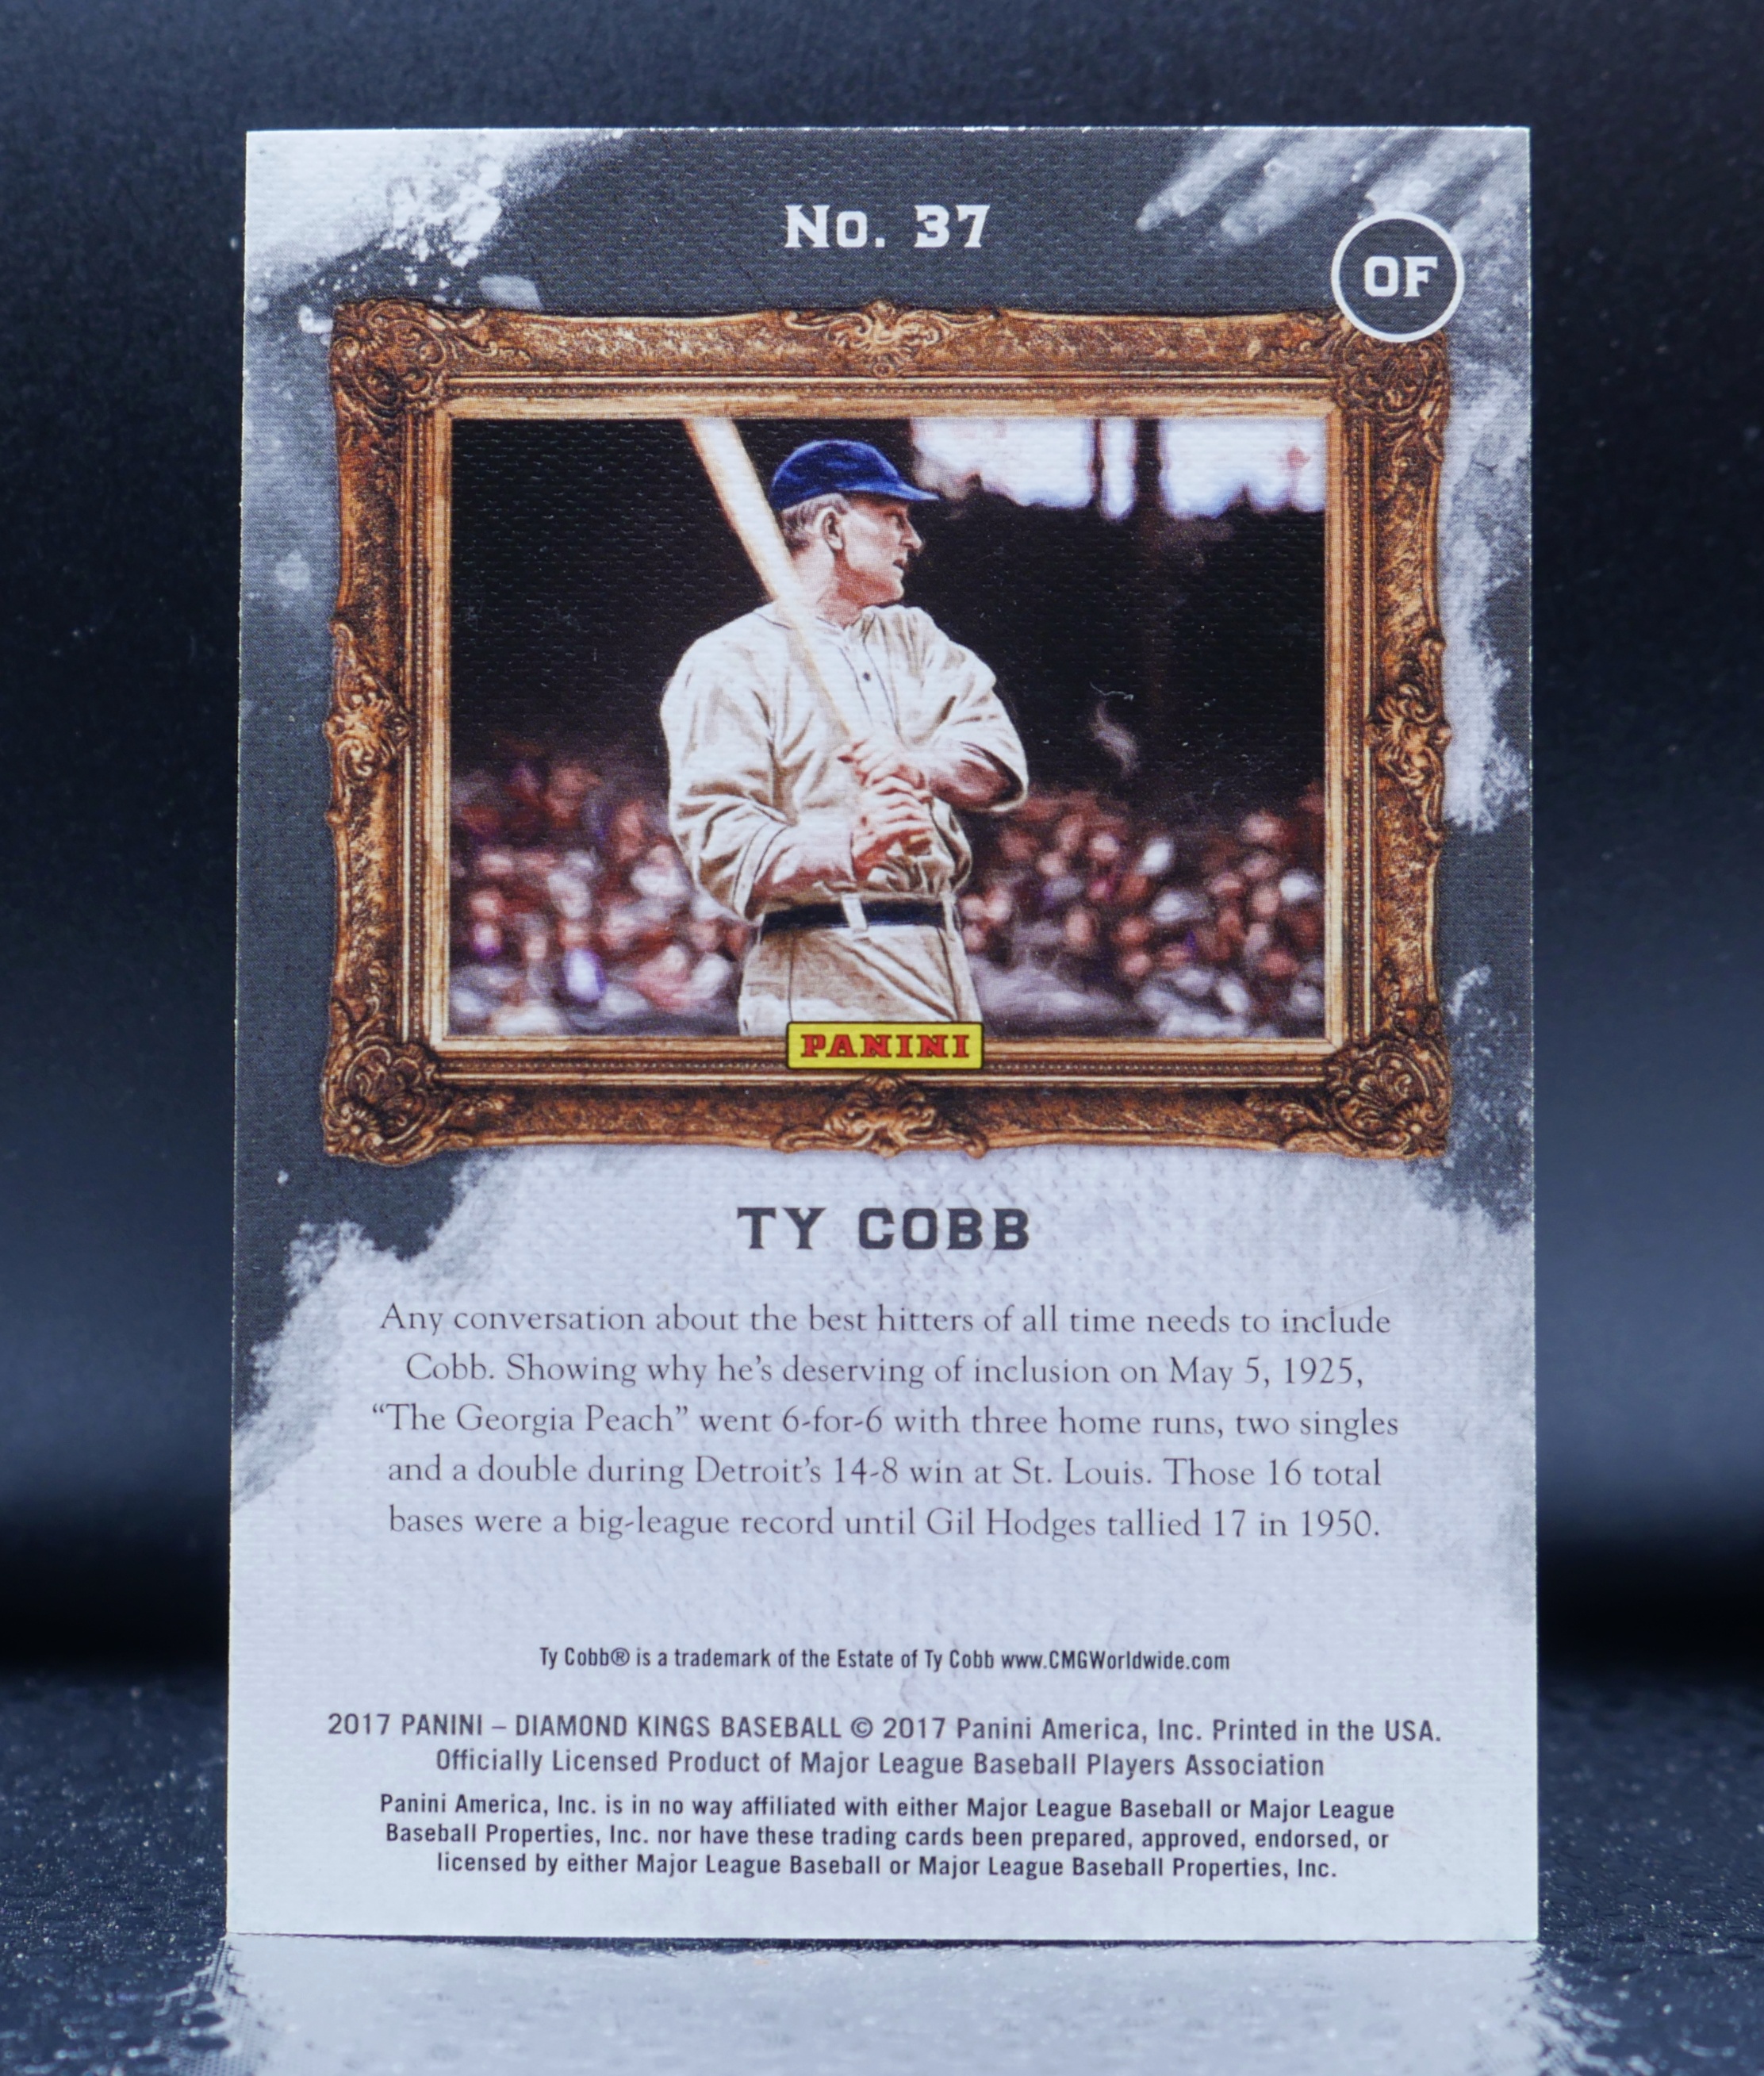 No. 37
OF
PANINI
TY COBB
Any conversation about the best hitters of all time needs to include
Cobb. Showing why he's deserving of inclusion on May 5, 1925,
“The Georgia Peach” went 6-for-6 with three home runs, two singles
and a double during Detroit's 14-8 win at St. Louis. Those 16 total
bases were a big-league record until Gil Hodges tallied 17 in 1950.
Ty Cobb® is a trademark of the Estate of Ty Cobb www.CMGWorldwide.com
2017 PANINI – DIAMOND KINGS BASEBALL © 2017 Panini America, Inc. Printed in the USA.
Officially Licensed Product of Major League Baseball Players Association
Panini America, Inc. is in no way affiliated with either Major League Baseball or Major League
Baseball Properties, Inc. nor have these trading cards been prepared, approved, endorsed, or
licensed by either Major League Baseball or Major League Baseball Properties, Inc.